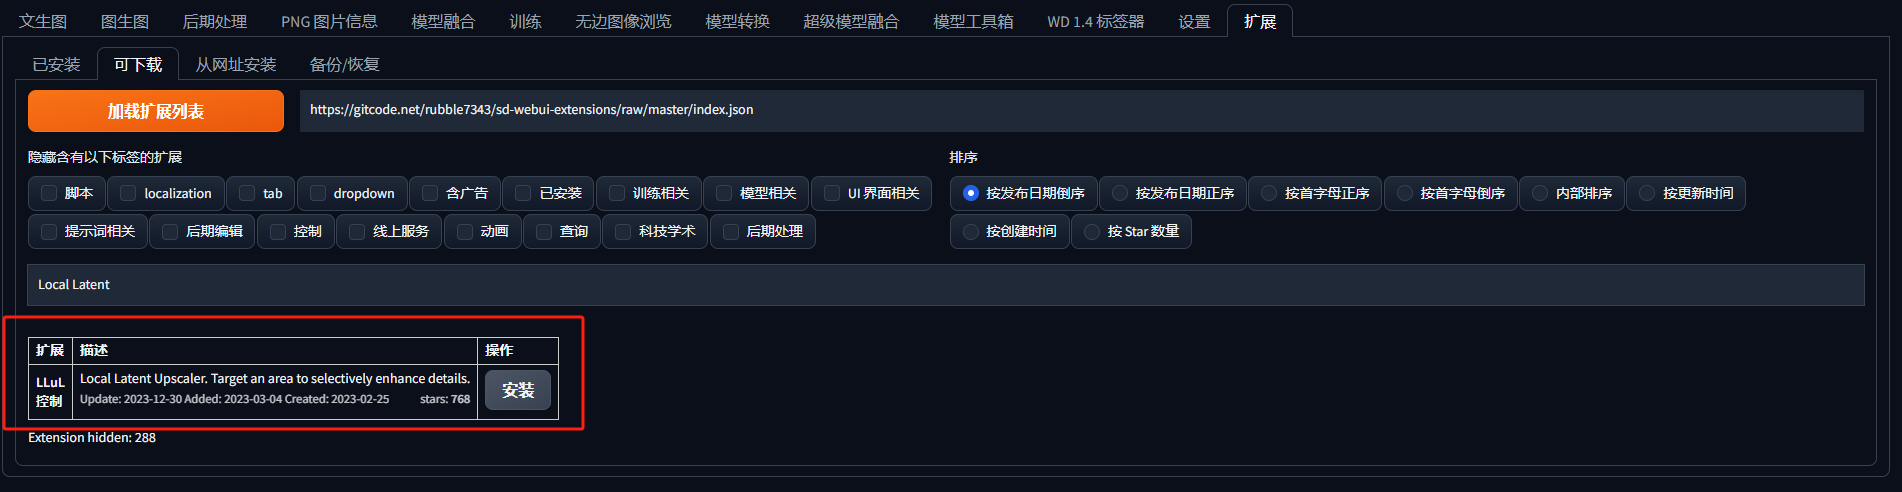 文生图 图生图 后期处理 PNG 图片信息 模型融合 训练 无边图像浏览 模型转换 超级模型融合 模型工具箱 WD 1.4 标签器 设置 扩展
已安装 可下载 从网址安装 备份/恢复
加载扩展列表 https://gitcode.net/rubble7343/sd-webui-extensions/raw/master/index.json
隐藏含有以下标签的扩展
脚本 localization tab dropdown 含广告 已安装 训练相关 模型相关 UI 界面相关
提示词相关 后期编辑 控制 线上服务 动画 查询 科技学术 后期处理
排序
按发布日期倒序 按发布日期正序 按首字母正序 按首字母倒序 内部排序 按更新时间
按创建时间 按 Star 数量
Local Latent
扩展 描述 操作
LLuL
控制
Local Latent Upscaler. Target an area to selectively enhance details.
Update: 2023-12-30 Added: 2023-03-04 Created: 2023-02-25 stars: 768
安装
Extension hidden: 288